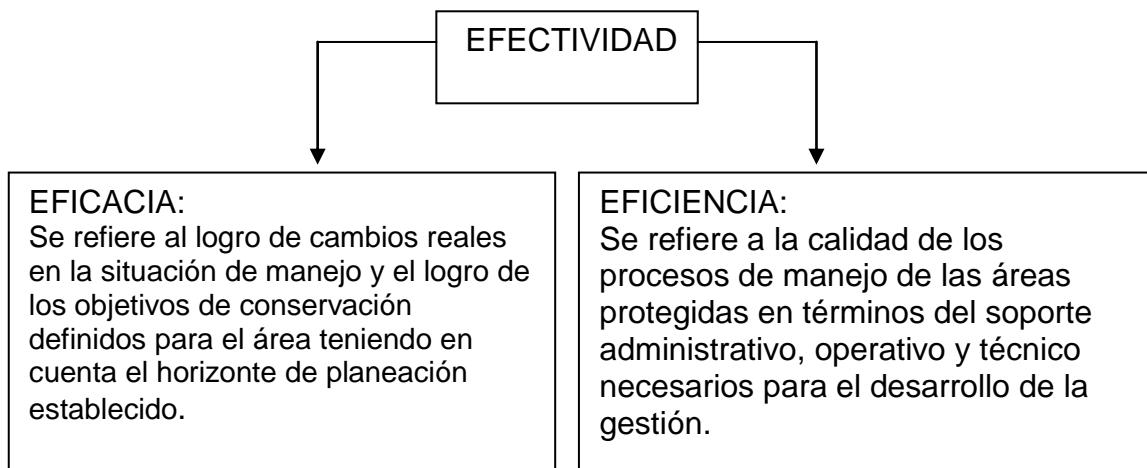 EFECTIVIDAD
EFICACIA:
Se refiere al logro de cambios reales
en la situación de manejo y el logro de
los objetivos de conservación
definidos para el área teniendo en
cuenta el horizonte de planeación
establecido.
EFICIENCIA:
Se refiere a la calidad de los
procesos de manejo de las áreas
protegidas en términos del soporte
administrativo, operativo y técnico
necesarios para el desarrollo de la
gestión.